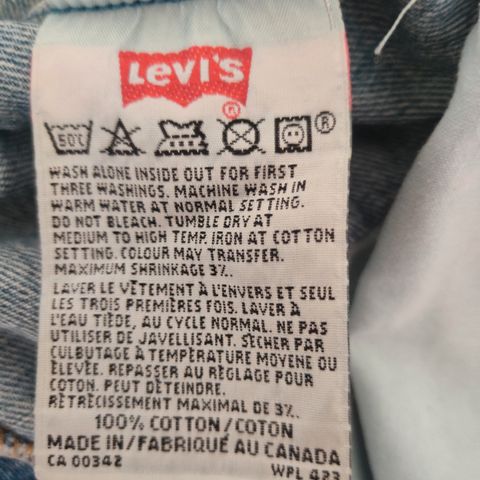 LEVI'S
®
50°C
®
WASH ALONE INSIDE OUT FOR FIRST
THREE WASHINGS. MACHINE WASH IN
WARM WATER AT NORMAL SETTING.
DO NOT BLEACH. TUMBLE DRY AT
MEDIUM TO HIGH TEMP. IRON AT COTTON
SETTING. COLOUR MAY TRANSFER.
MAXIMUM SHRINKAGE 3%.
LAVER LE VÊTEMENT À L'ENVERS ET SEUL
LES TROIS PREMIÈRES FOIS. LAVER À
L'EAU TIÈDE, AU CYCLE NORMAL. NE PAS
UTILISER DE JAVELLISANT. SÉCHER PAR
CULBUTAGE À TEMPÉRATURE MOYENE OU
ÉLEVÉE. REPASSER AU RÉGLAGE POUR
COTON. PEUT DÉTEINDRE.
RÉTRÉCISSEMENT MAXIMAL DE 3%.
100% COTTON/COTON
MADE IN/FABRIQUÉ AU CANADA
CA 00342
WPL 423